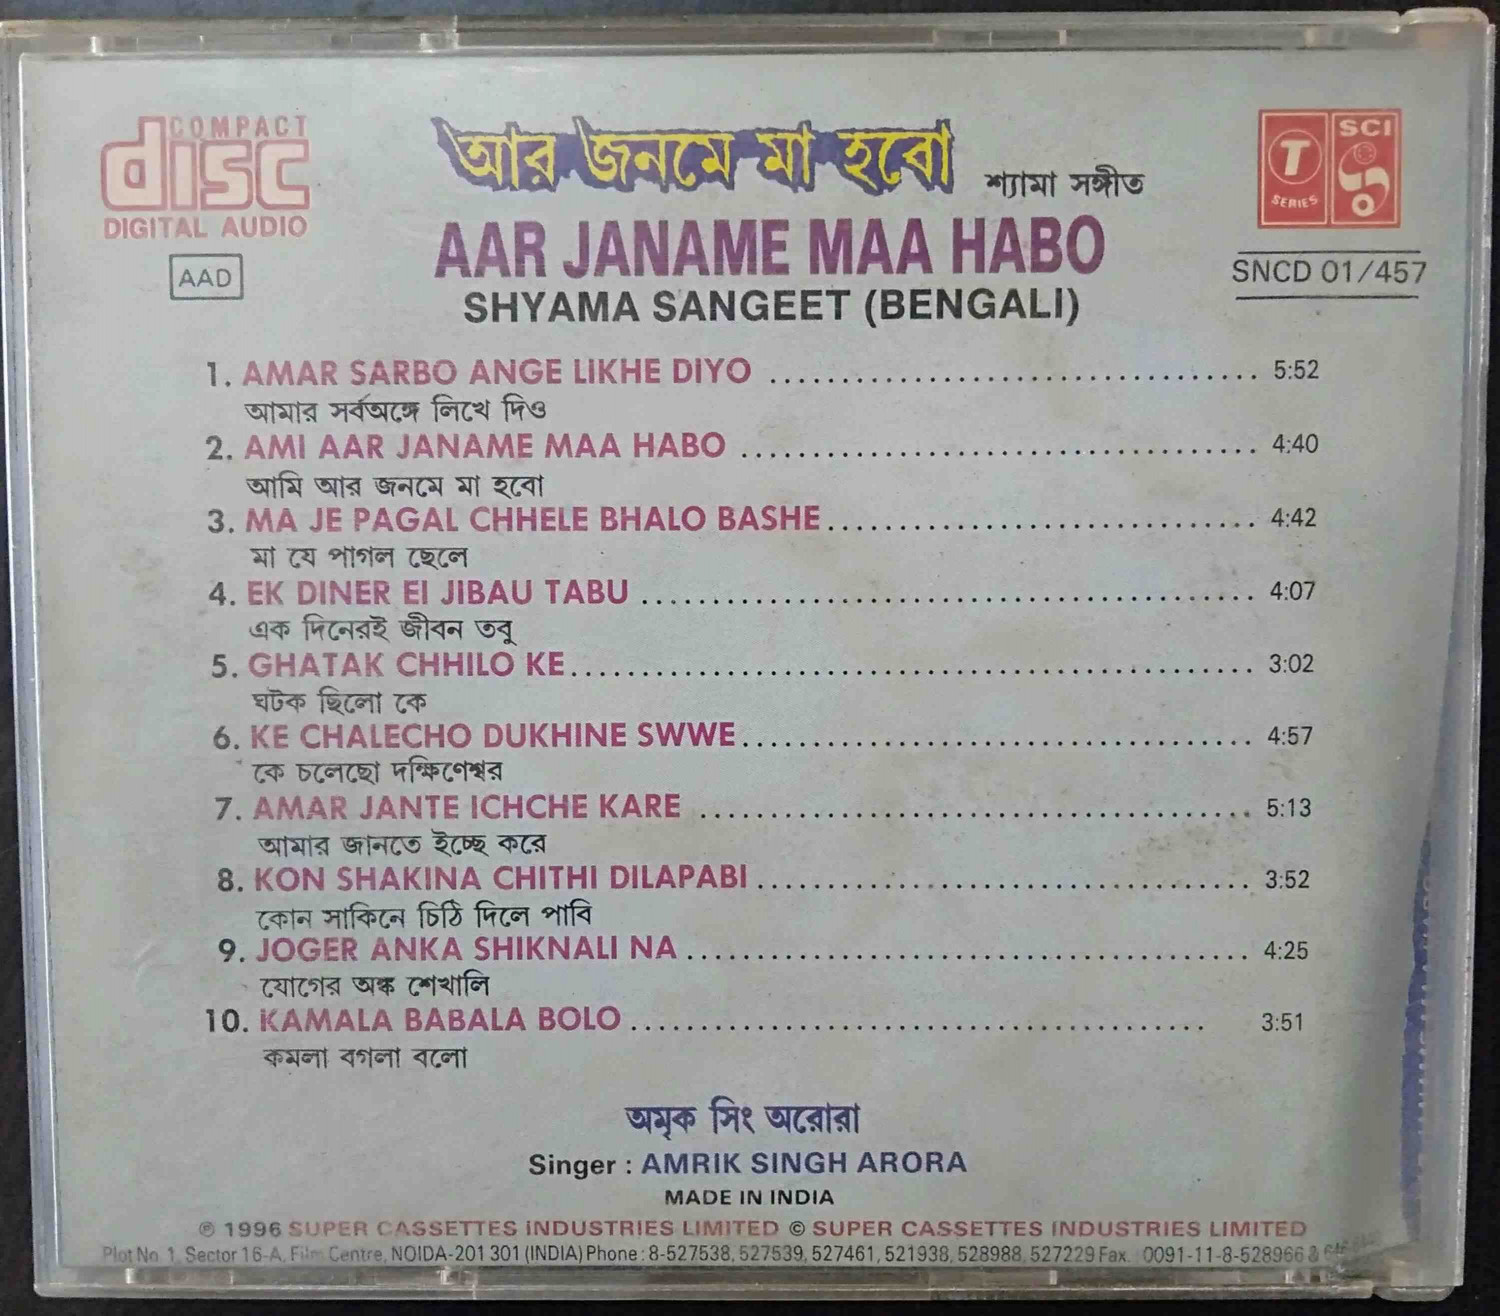 COMPACT
disc
DIGITAL AUDIO
AAD
আর জনমে মা হবো
শ্যামা সঙ্গীত
AAR JANAME MAA HABO
SHYAMA SANGEET (BENGALI)
T
SERIES
SCI
SNCD 01/457
1. AMAR SARBO ANGE LIKHE DIYO ........................................ 5:52
আমার সর্বঅঙ্গে লিখে দিও
2. AMI AAR JANAME MAA HABO ........................................ 4:40
আমি আর জনমে মা হবো
3. MA JE PAGAL CHHELE BHALO BASHE ........................................ 4:42
মা যে পাগল ছেলে
4. EK DINER EI JIBAU TABU ........................................ 4:07
এক দিনেরই জীবন তবু
5. GHATAK CHHILO KE ........................................ 3:02
ঘটক ছিলো কে
6. KE CHALECHO DUKHINE SWWE ........................................ 4:57
কে চলেছো দক্ষিণেশ্বর
7. AMAR JANTE ICHCHE KARE ........................................ 5:13
আমার জানতে ইচ্ছে করে
8. KON SHAKINA CHITHI DILAPABI ........................................ 3:52
কোন সাকিনে চিঠি দিলে পাবি
9. JOGER ANKA SHIKNALI NA ........................................ 4:25
যোগের অঙ্ক শেখালি
10. KAMALA BABALA BOLO ........................................ 3:51
কমলা বগলা বলো
অমৃক সিং অরোরা
Singer : AMRIK SINGH ARORA
MADE IN INDIA
℗ 1996 SUPER CASSETTES INDUSTRIES LIMITED © SUPER CASSETTES INDUSTRIES LIMITED
Plot No. 1, Sector 16-A, Film Centre, NOIDA-201 301 (INDIA) Phone : 8-527538, 527539, 527461, 521938, 528988, 527229 Fax. 0091-11-8-528966 &